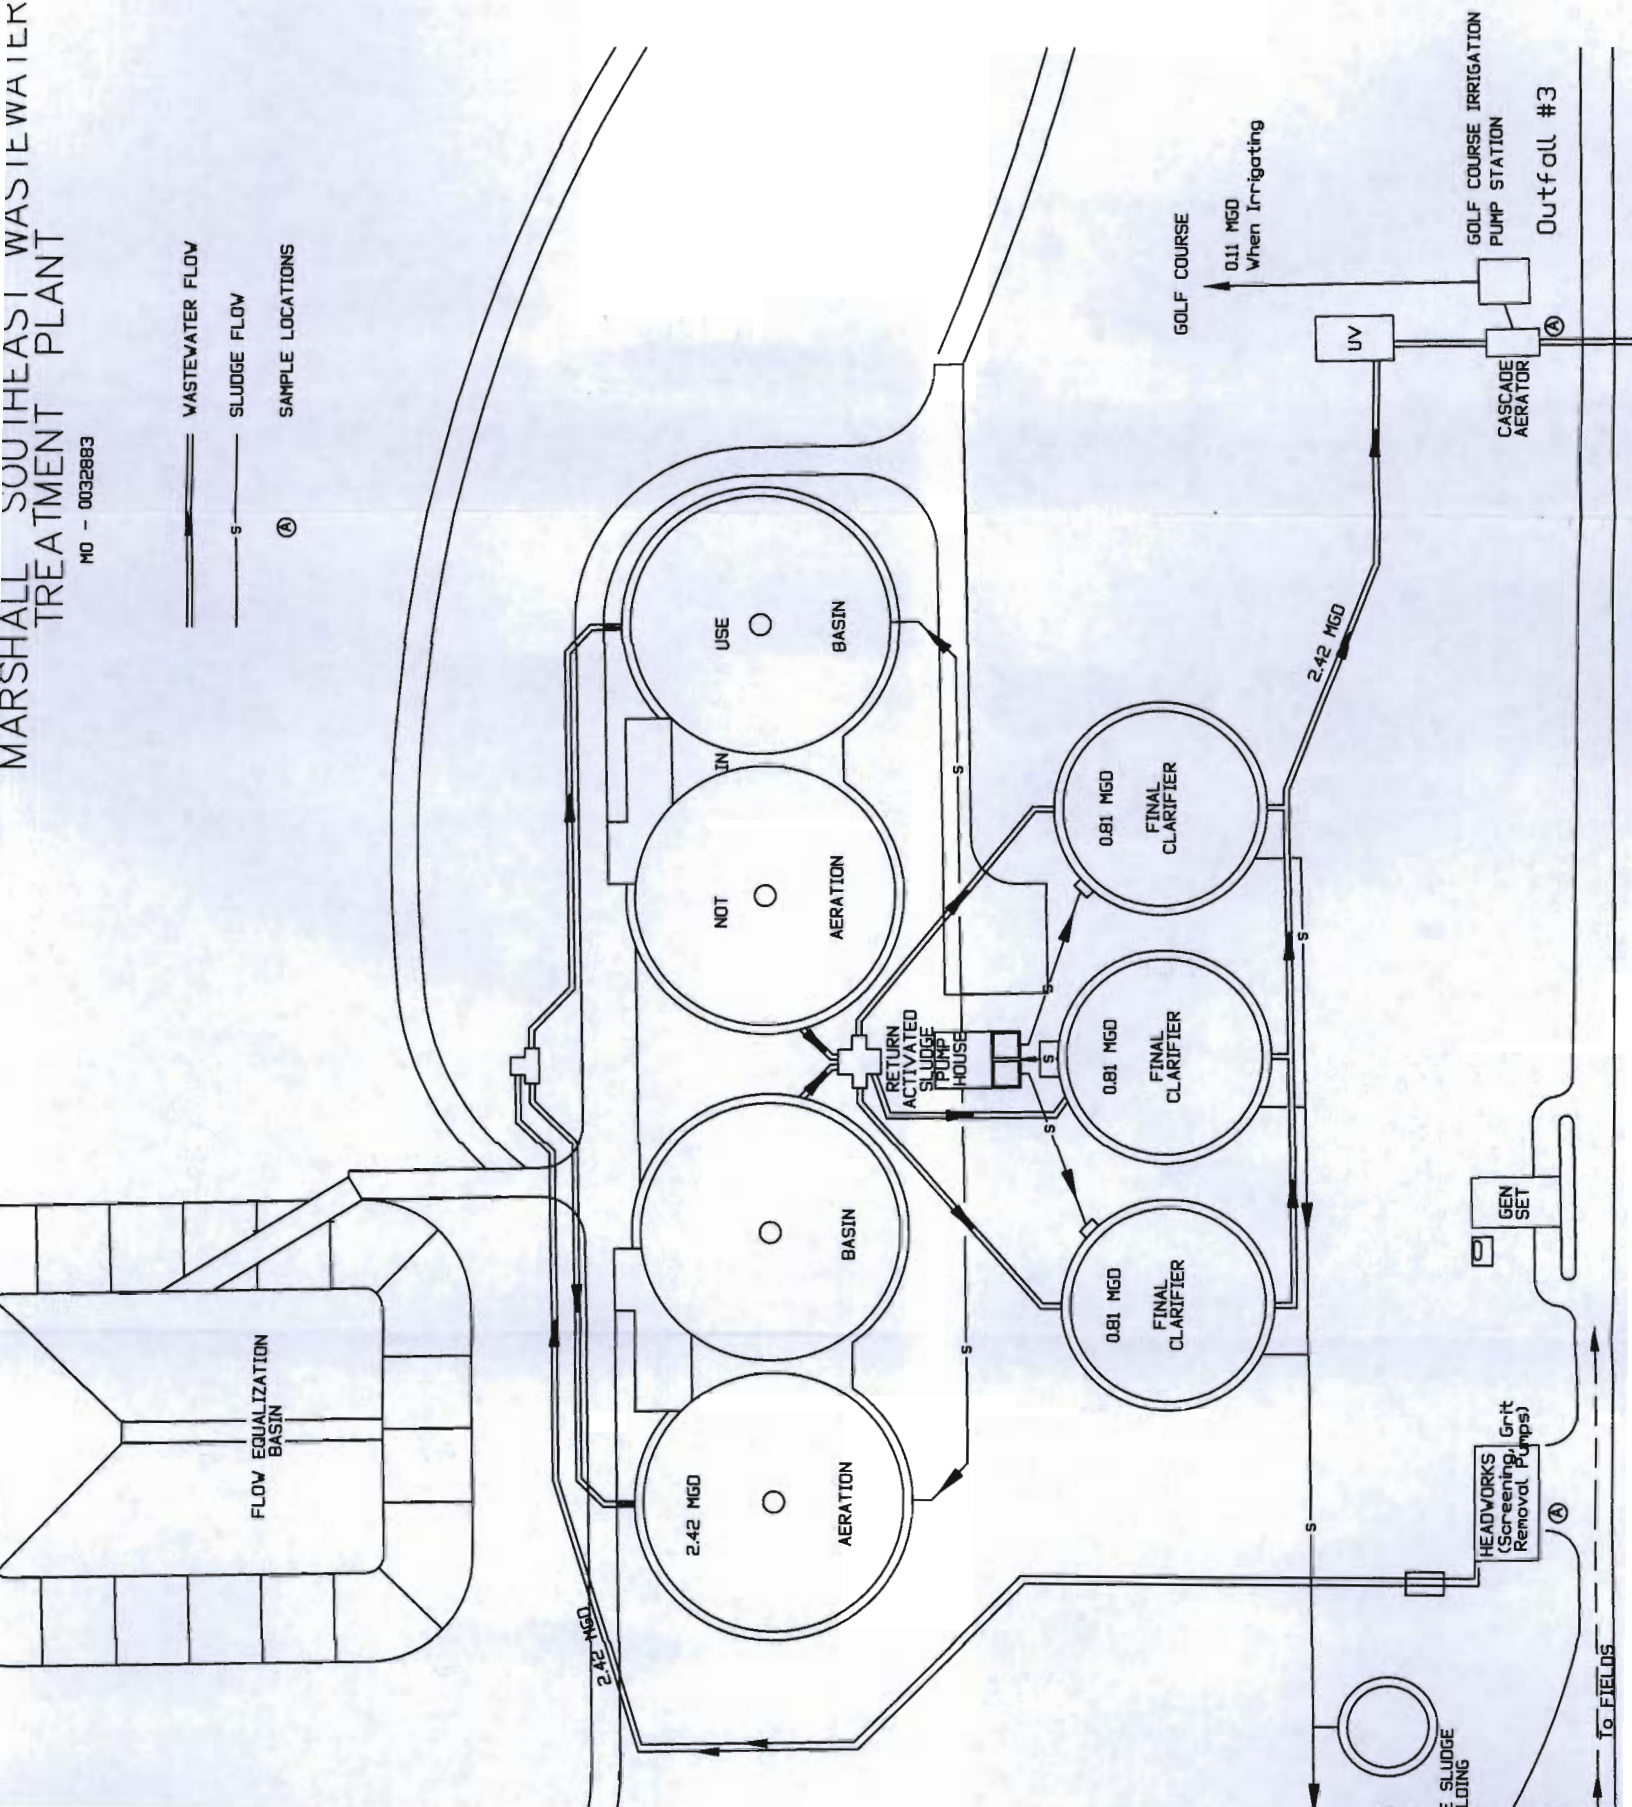 MARSHALL SOUTHEAST WASTEWATER
TREATMENT PLANT
MO - 0032883
WASTEWATER FLOW
S
SLUDGE FLOW
A
SAMPLE LOCATIONS
FLOW EQUALIZATION
BASIN
2.42 MGD
2.42 MGD
AERATION
BASIN
NOT
IN
USE
AERATION
BASIN
RETURN
ACTIVATED
SLUDGE
PUMP
HOUSE
S
S
S
S
S
0.81 MGD
FINAL
CLARIFIER
0.81 MGD
FINAL
CLARIFIER
0.81 MGD
FINAL
CLARIFIER
S
S
2.42 MGD
UV
GOLF COURSE
0.11 MGD
When Irrigating
GOLF COURSE IRRIGATION
PUMP STATION
Outfall #3
CASCADE
AERATOR
A
GEN
SET
HEADWORKS
(Screening, Grit
Removal Pumps)
A
SLUDGE
To FIELDS